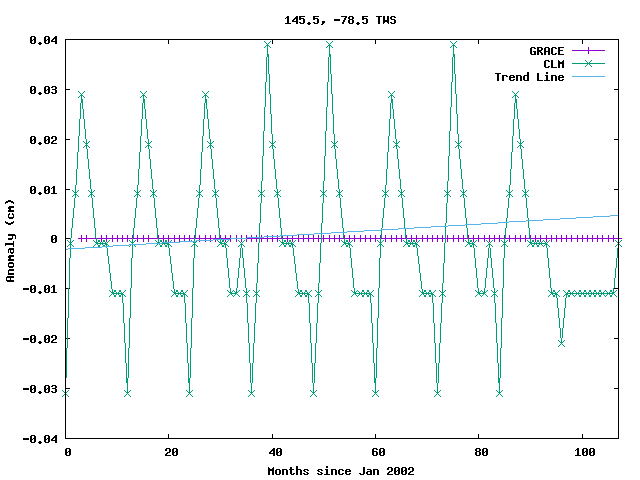 145.5, -78.5 TWS
GRACE
CLM
Trend Line
0.04
0.03
0.02
0.01
0
-0.01
-0.02
-0.03
-0.04
Anomaly (cm)
0 20 40 60 80 100
Months since Jan 2002